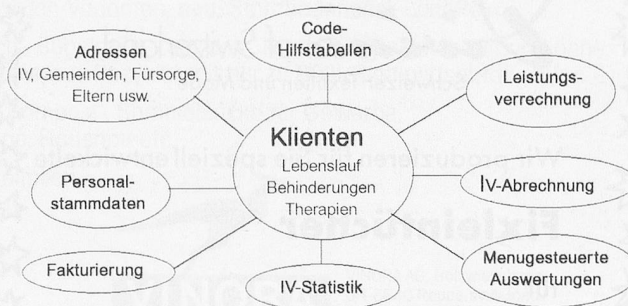 Code-
Hilfstabellen
Adressen
IV, Gemeinden, Fürsorge,
Eltern usw.
Leistungs-
verrechnung
Klienten
Lebenslauf
Behinderungen
Therapien
Personal-
stammdaten
IV-Abrechnung
Fakturierung
IV-Statistik
Menugesteuerte
Auswertungen